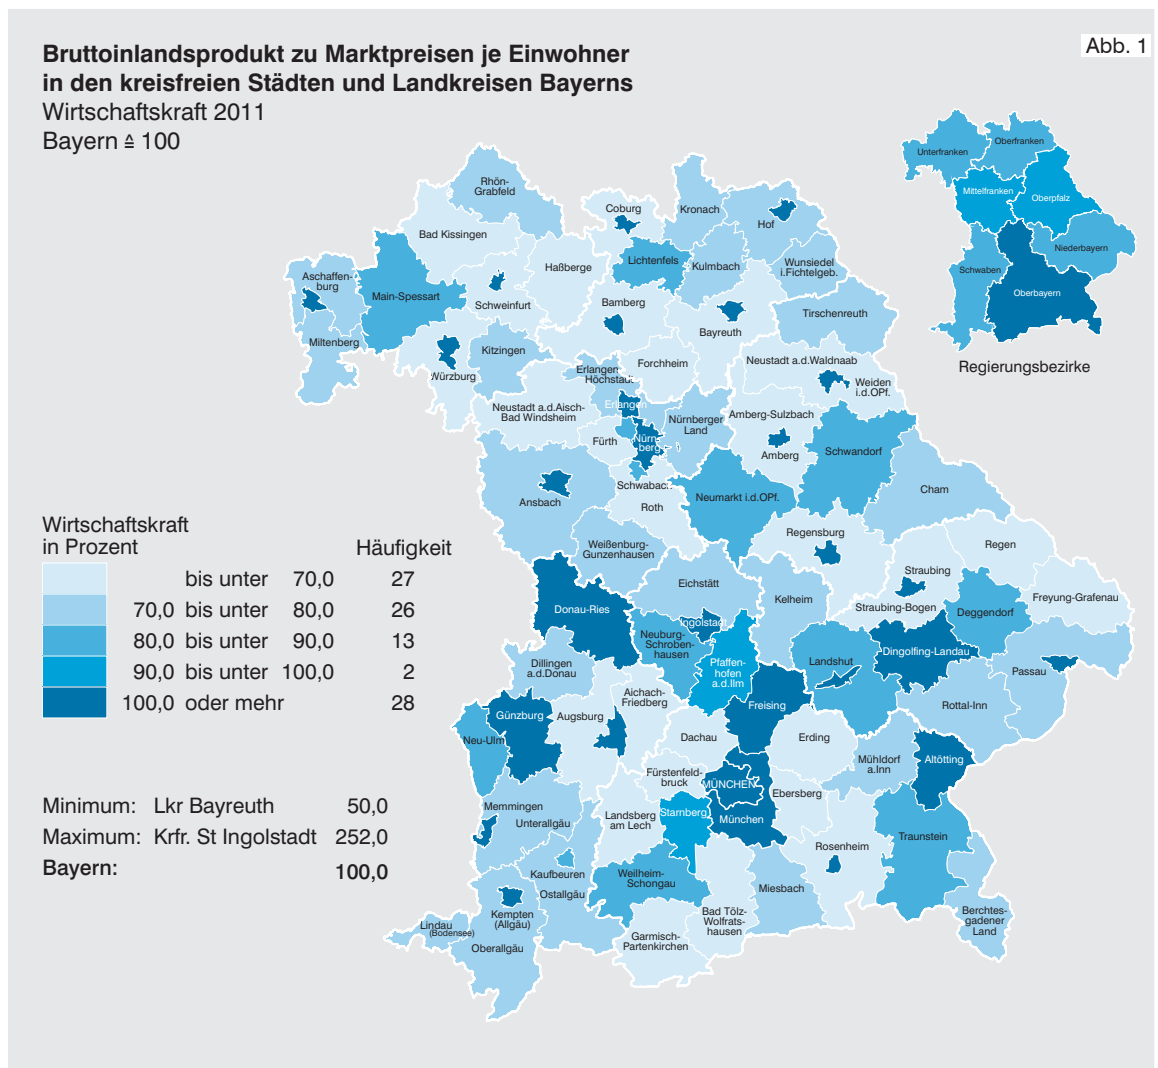 Abb. 1
Bruttoinlandsprodukt zu Marktpreisen je Einwohner
in den kreisfreien Städten und Landkreisen Bayerns
Wirtschaftskraft 2011
Bayern ≙ 100
Unterfranken
Oberfranken
Mittelfranken
Oberpfalz
Niederbayern
Schwaben
Oberbayern
Regierungsbezirke
Rhön-
Grabfeld
Coburg
Kronach
Hof
Bad Kissingen
Lichtenfels
Kulmbach
Wunsiedel
i.Fichtelgeb.
Haßberge
Aschaffen-
burg
Main-Spessart
Schweinfurt
Bamberg
Bayreuth
Tirschenreuth
Miltenberg
Würzburg
Kitzingen
Forchheim
Neustadt a.d.Waldnaab
Weiden
i.d.OPf.
Erlangen-
Höchstadt
Erlangen
Neustadt a.d.Aisch-
Bad Windsheim
Nürnberger
Land
Amberg-Sulzbach
Amberg
Fürth
Nürn-
berg
Schwandorf
Schwabach
Roth
Neumarkt i.d.OPf.
Cham
Ansbach
Regensburg
Regen
Weißenburg-
Gunzenhausen
Straubing
Eichstätt
Kelheim
Straubing-Bogen
Freyung-Grafenau
Donau-Ries
Ingolstadt
Deggendorf
Neuburg-
Schroben-
hausen
Pfaffen-
hofen
a.d.Ilm
Landshut
Dingolfing-Landau
Passau
Dillingen
a.d.Donau
Aichach-
Friedberg
Freising
Rottal-Inn
Günzburg
Augsburg
Neu-Ulm
Dachau
Erding
Mühldorf
a.Inn
Altötting
Fürstenfeld-
bruck
MÜNCHEN
Ebersberg
München
Memmingen
Unterallgäu
Landsberg
am Lech
Starnberg
Rosenheim
Traunstein
Kaufbeuren
Ostallgäu
Weilheim-
Schongau
Miesbach
Kempten
(Allgäu)
Bad Tölz-
Wolfrats-
hausen
Berchtes-
gadener
Land
Lindau
(Bodensee)
Oberallgäu
Garmisch-
Partenkirchen
Wirtschaftskraft
in Prozent Häufigkeit
bis unter 70,0 27
70,0 bis unter 80,0 26
80,0 bis unter 90,0 13
90,0 bis unter 100,0 2
100,0 oder mehr 28
Minimum: Lkr Bayreuth 50,0
Maximum: Krfr. St Ingolstadt 252,0
Bayern: 100,0